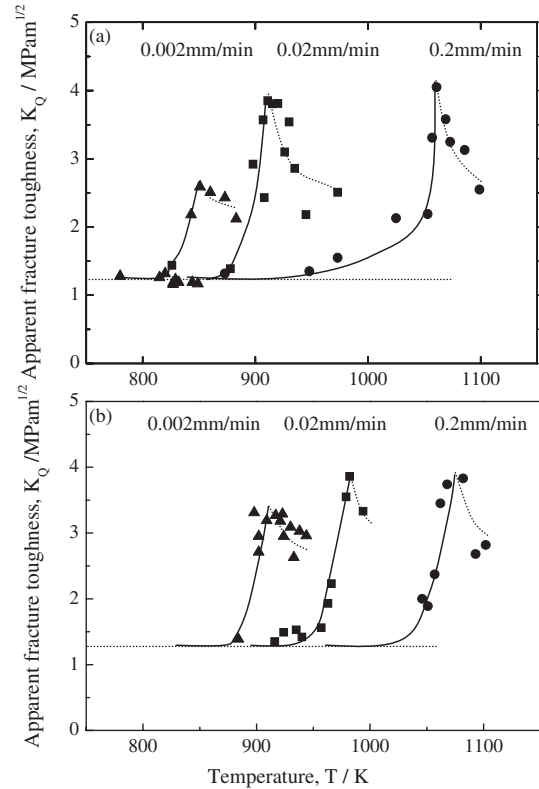 (a)
0.002mm/min 0.02mm/min 0.2mm/min
Apparent fracture toughness, K_Q / MPam^1/2
5
4
3
2
1
0
800 900 1000 1100
(b)
0.002mm/min 0.02mm/min 0.2mm/min
Apparent fracture toughness, K_Q /MPam^1/2
5
4
3
2
1
0
800 900 1000 1100
Temperature, T / K